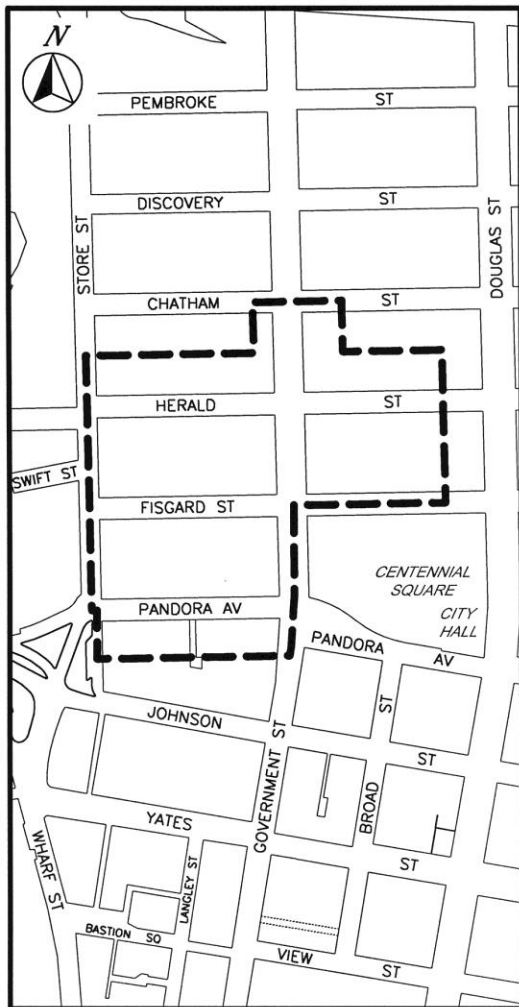 N
PEMBROKE ST
DISCOVERY ST
STORE ST
DOUGLAS ST
CHATHAM ST
HERALD ST
SWIFT ST
FISGARD ST
CENTENNIAL
SQUARE
CITY
HALL
PANDORA AV
PANDORA AV
JOHNSON ST
GOVERNMENT ST
BROAD ST
YATES ST
WHARF ST
LANGLEY ST
BASTION SQ
VIEW ST